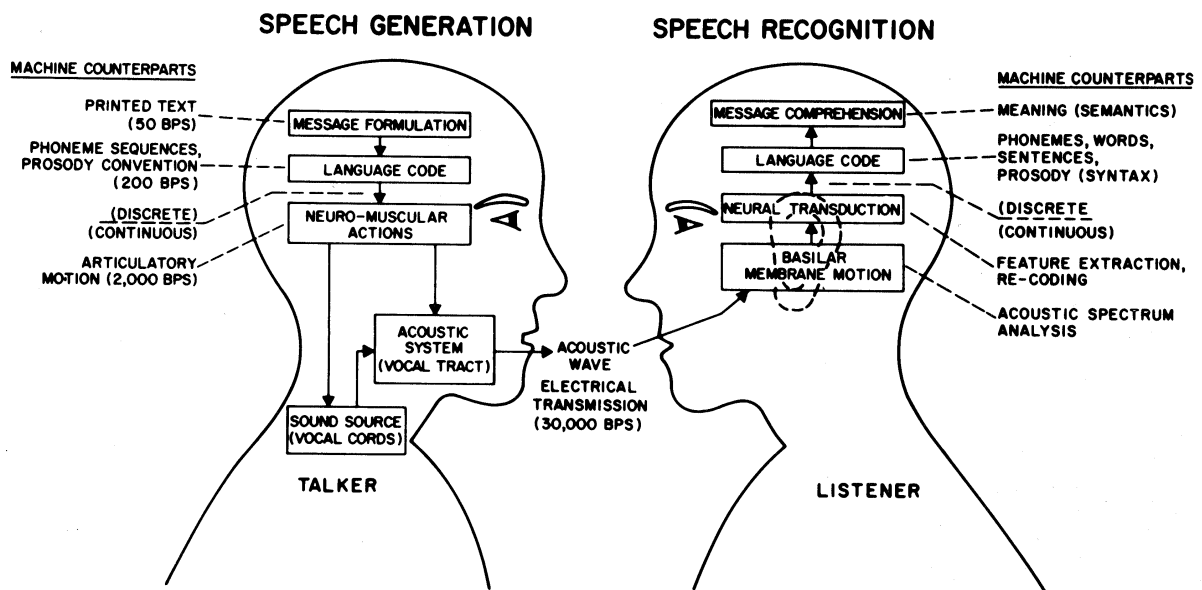 SPEECH GENERATION
MACHINE COUNTERPARTS
PRINTED TEXT
(50 BPS)
PHONEME SEQUENCES,
PROSODY CONVENTION
(200 BPS)
(DISCRETE)
(CONTINUOUS)
ARTICULATORY
MOTION (2,000 BPS)
MESSAGE FORMULATION
LANGUAGE CODE
NEURO-MUSCULAR
ACTIONS
ACOUSTIC
SYSTEM
(VOCAL TRACT)
SOUND SOURCE
(VOCAL CORDS)
TALKER
ACOUSTIC
WAVE
ELECTRICAL
TRANSMISSION
(30,000 BPS)
SPEECH RECOGNITION
MESSAGE COMPREHENSION
LANGUAGE CODE
NEURAL TRANSDUCTION
BASILAR
MEMBRANE MOTION
LISTENER
MACHINE COUNTERPARTS
MEANING (SEMANTICS)
PHONEMES, WORDS,
SENTENCES,
PROSODY (SYNTAX)
(DISCRETE
(CONTINUOUS)
FEATURE EXTRACTION,
RE-CODING
ACOUSTIC SPECTRUM
ANALYSIS